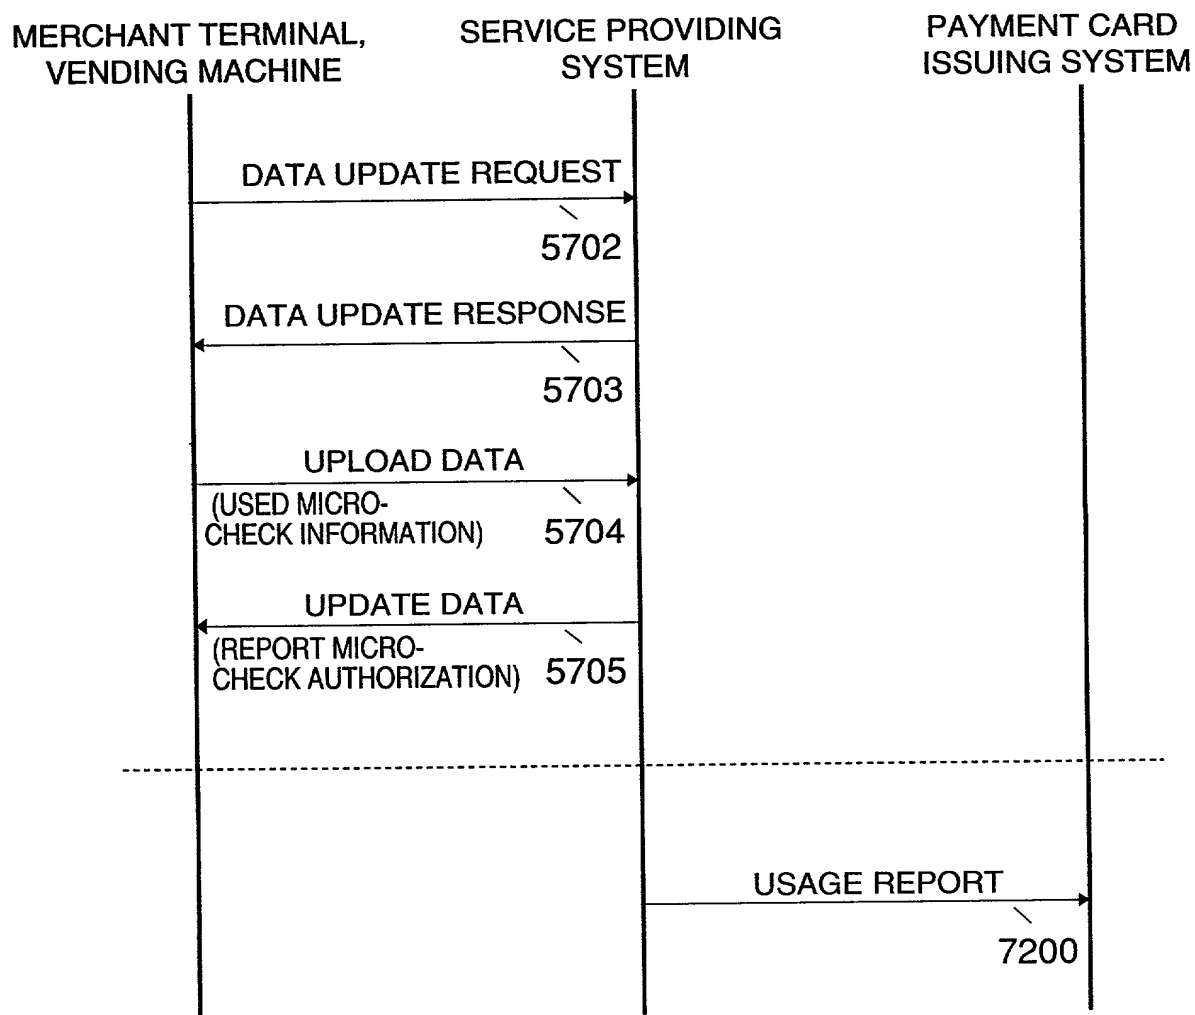 MERCHANT TERMINAL,
VENDING MACHINE
SERVICE PROVIDING
SYSTEM
PAYMENT CARD
ISSUING SYSTEM
DATA UPDATE REQUEST
5702
DATA UPDATE RESPONSE
5703
UPLOAD DATA
(USED MICRO-
CHECK INFORMATION)
5704
UPDATE DATA
(REPORT MICRO-
CHECK AUTHORIZATION)
5705
USAGE REPORT
7200